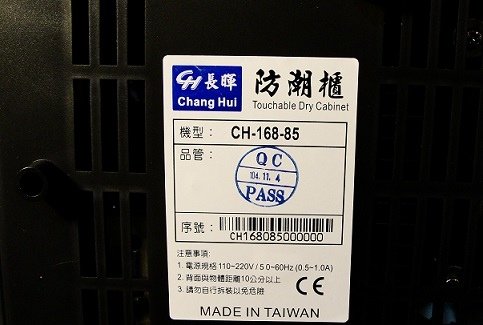 CH 長暉
Chang Hui
防潮櫃
Touchable Dry Cabinet
機型: CH-168-85
品管:
QC
104.11.4
PASS
序號:
CH168085000000
注意事項:
1. 電源規格 110~220V / 50~60Hz (0.5~1.0A)
2. 背面與物體距離10公分以上
3. 請勿自行拆裝以免危險
CE
MADE IN TAIWAN